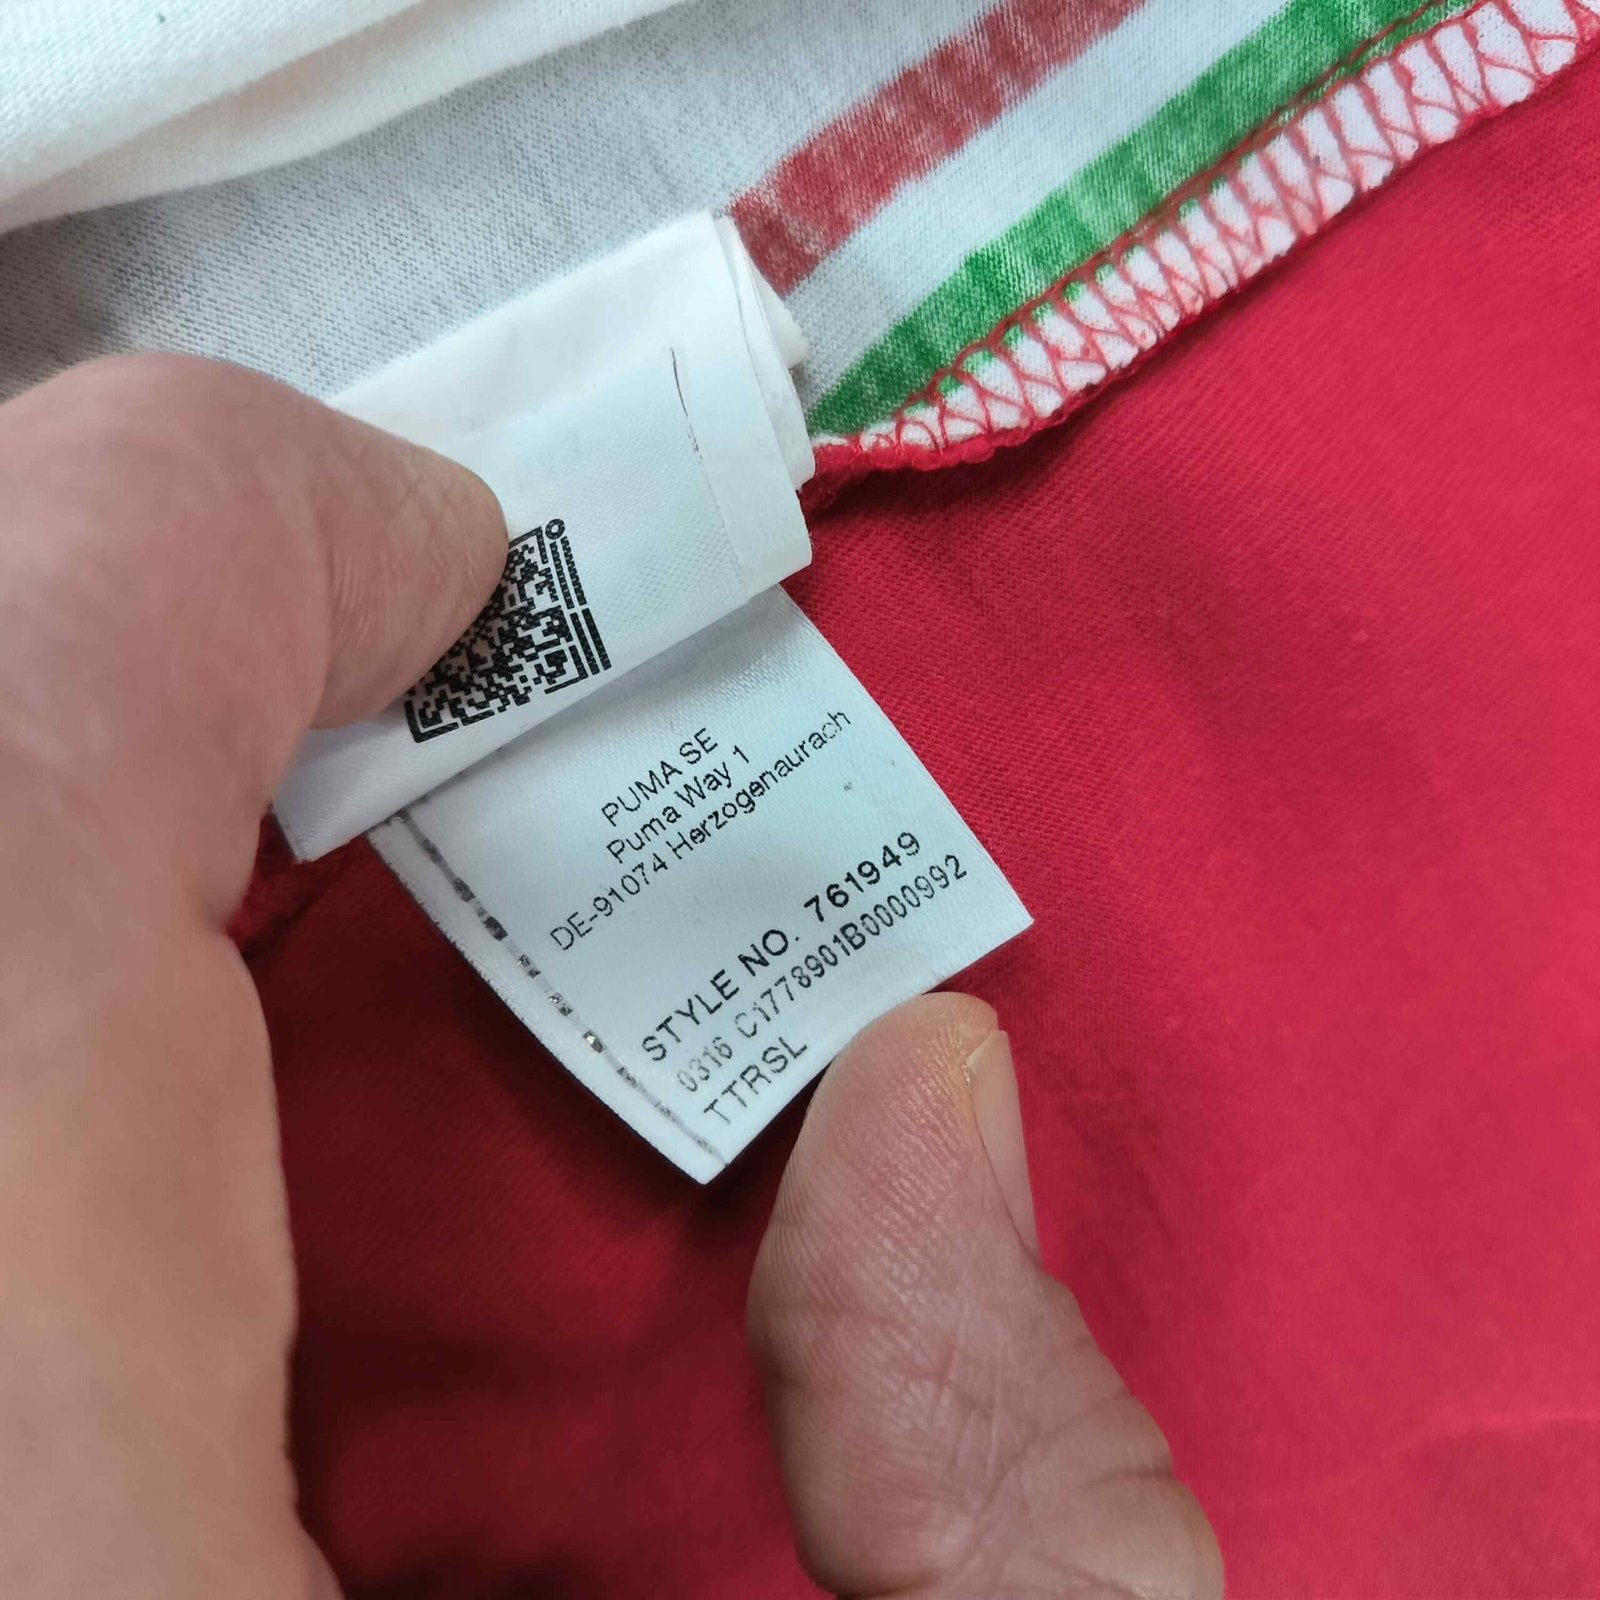 PUMA SE
Puma Way 1
DE-91074 Herzogenaurach
STYLE NO. 761949
0316 C1778901B0000992
TTRSL